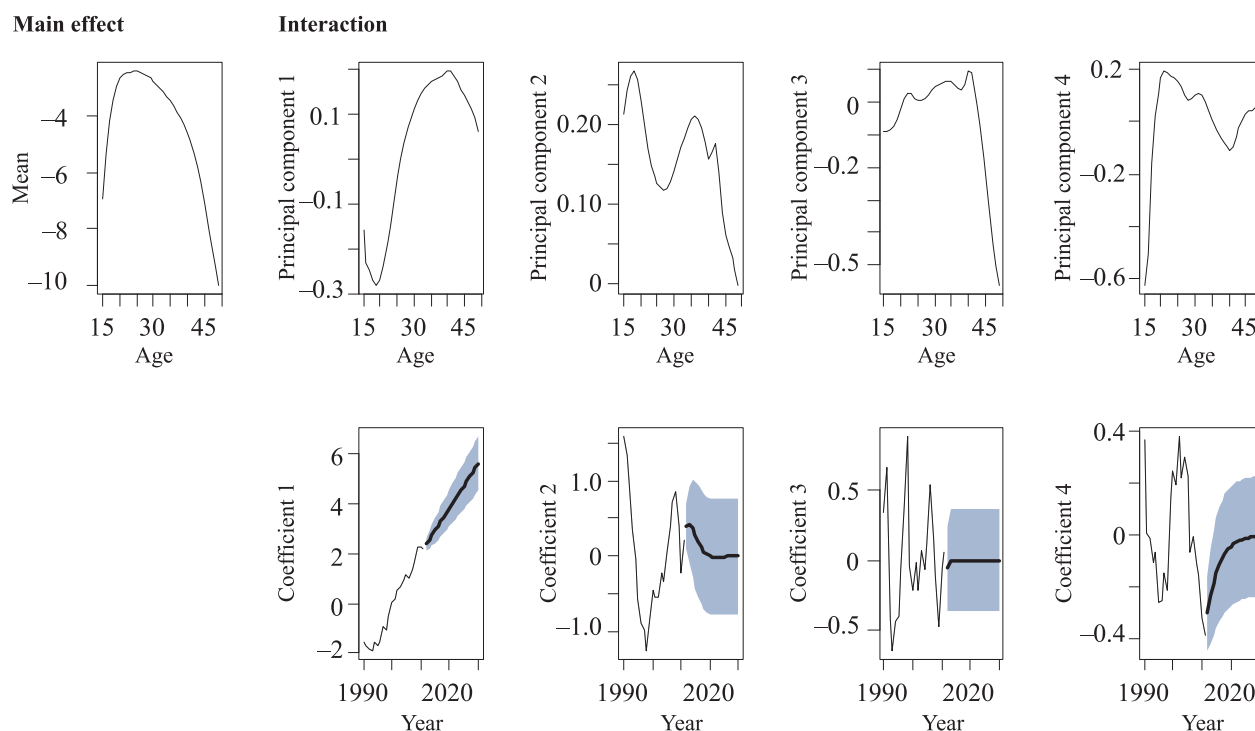 Main effect
Interaction
Mean
−4
−6
−8
−10
15 30 45
Age
Principal component 1
0.1
−0.1
−0.3
15 30 45
Age
Principal component 2
0.20
0.10
0
15 30 45
Age
Principal component 3
0
−0.2
−0.5
15 30 45
Age
Principal component 4
0.2
−0.2
−0.6
15 30 45
Age
Coefficient 1
6
4
2
0
−2
1990 2020
Year
Coefficient 2
1.0
0
−1.0
1990 2020
Year
Coefficient 3
0.5
0
−0.5
1990 2020
Year
Coefficient 4
0.4
0
−0.4
1990 2020
Year